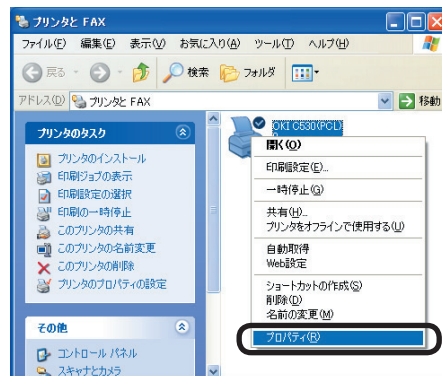 プリンタと FAX
ファイル(F) 編集(E) 表示(V) お気に入り(A) ツール(T) ヘルプ(H)
戻る 検索 フォルダ
アドレス(D) プリンタと FAX 移動
プリンタのタスク
プリンタのインストール
印刷ジョブの表示
印刷設定の選択
印刷の一時停止
このプリンタの共有
このプリンタの名前変更
このプリンタの削除
プリンタのプロパティの設定
その他
コントロール パネル
スキャナとカメラ
OKI C530(PCL)
開く(O)
印刷設定(E)...
一時停止(G)
共有(H)...
プリンタをオフラインで使用する(U)
自動取得
Web設定
ショートカットの作成(S)
削除(D)
名前の変更(M)
プロパティ(R)